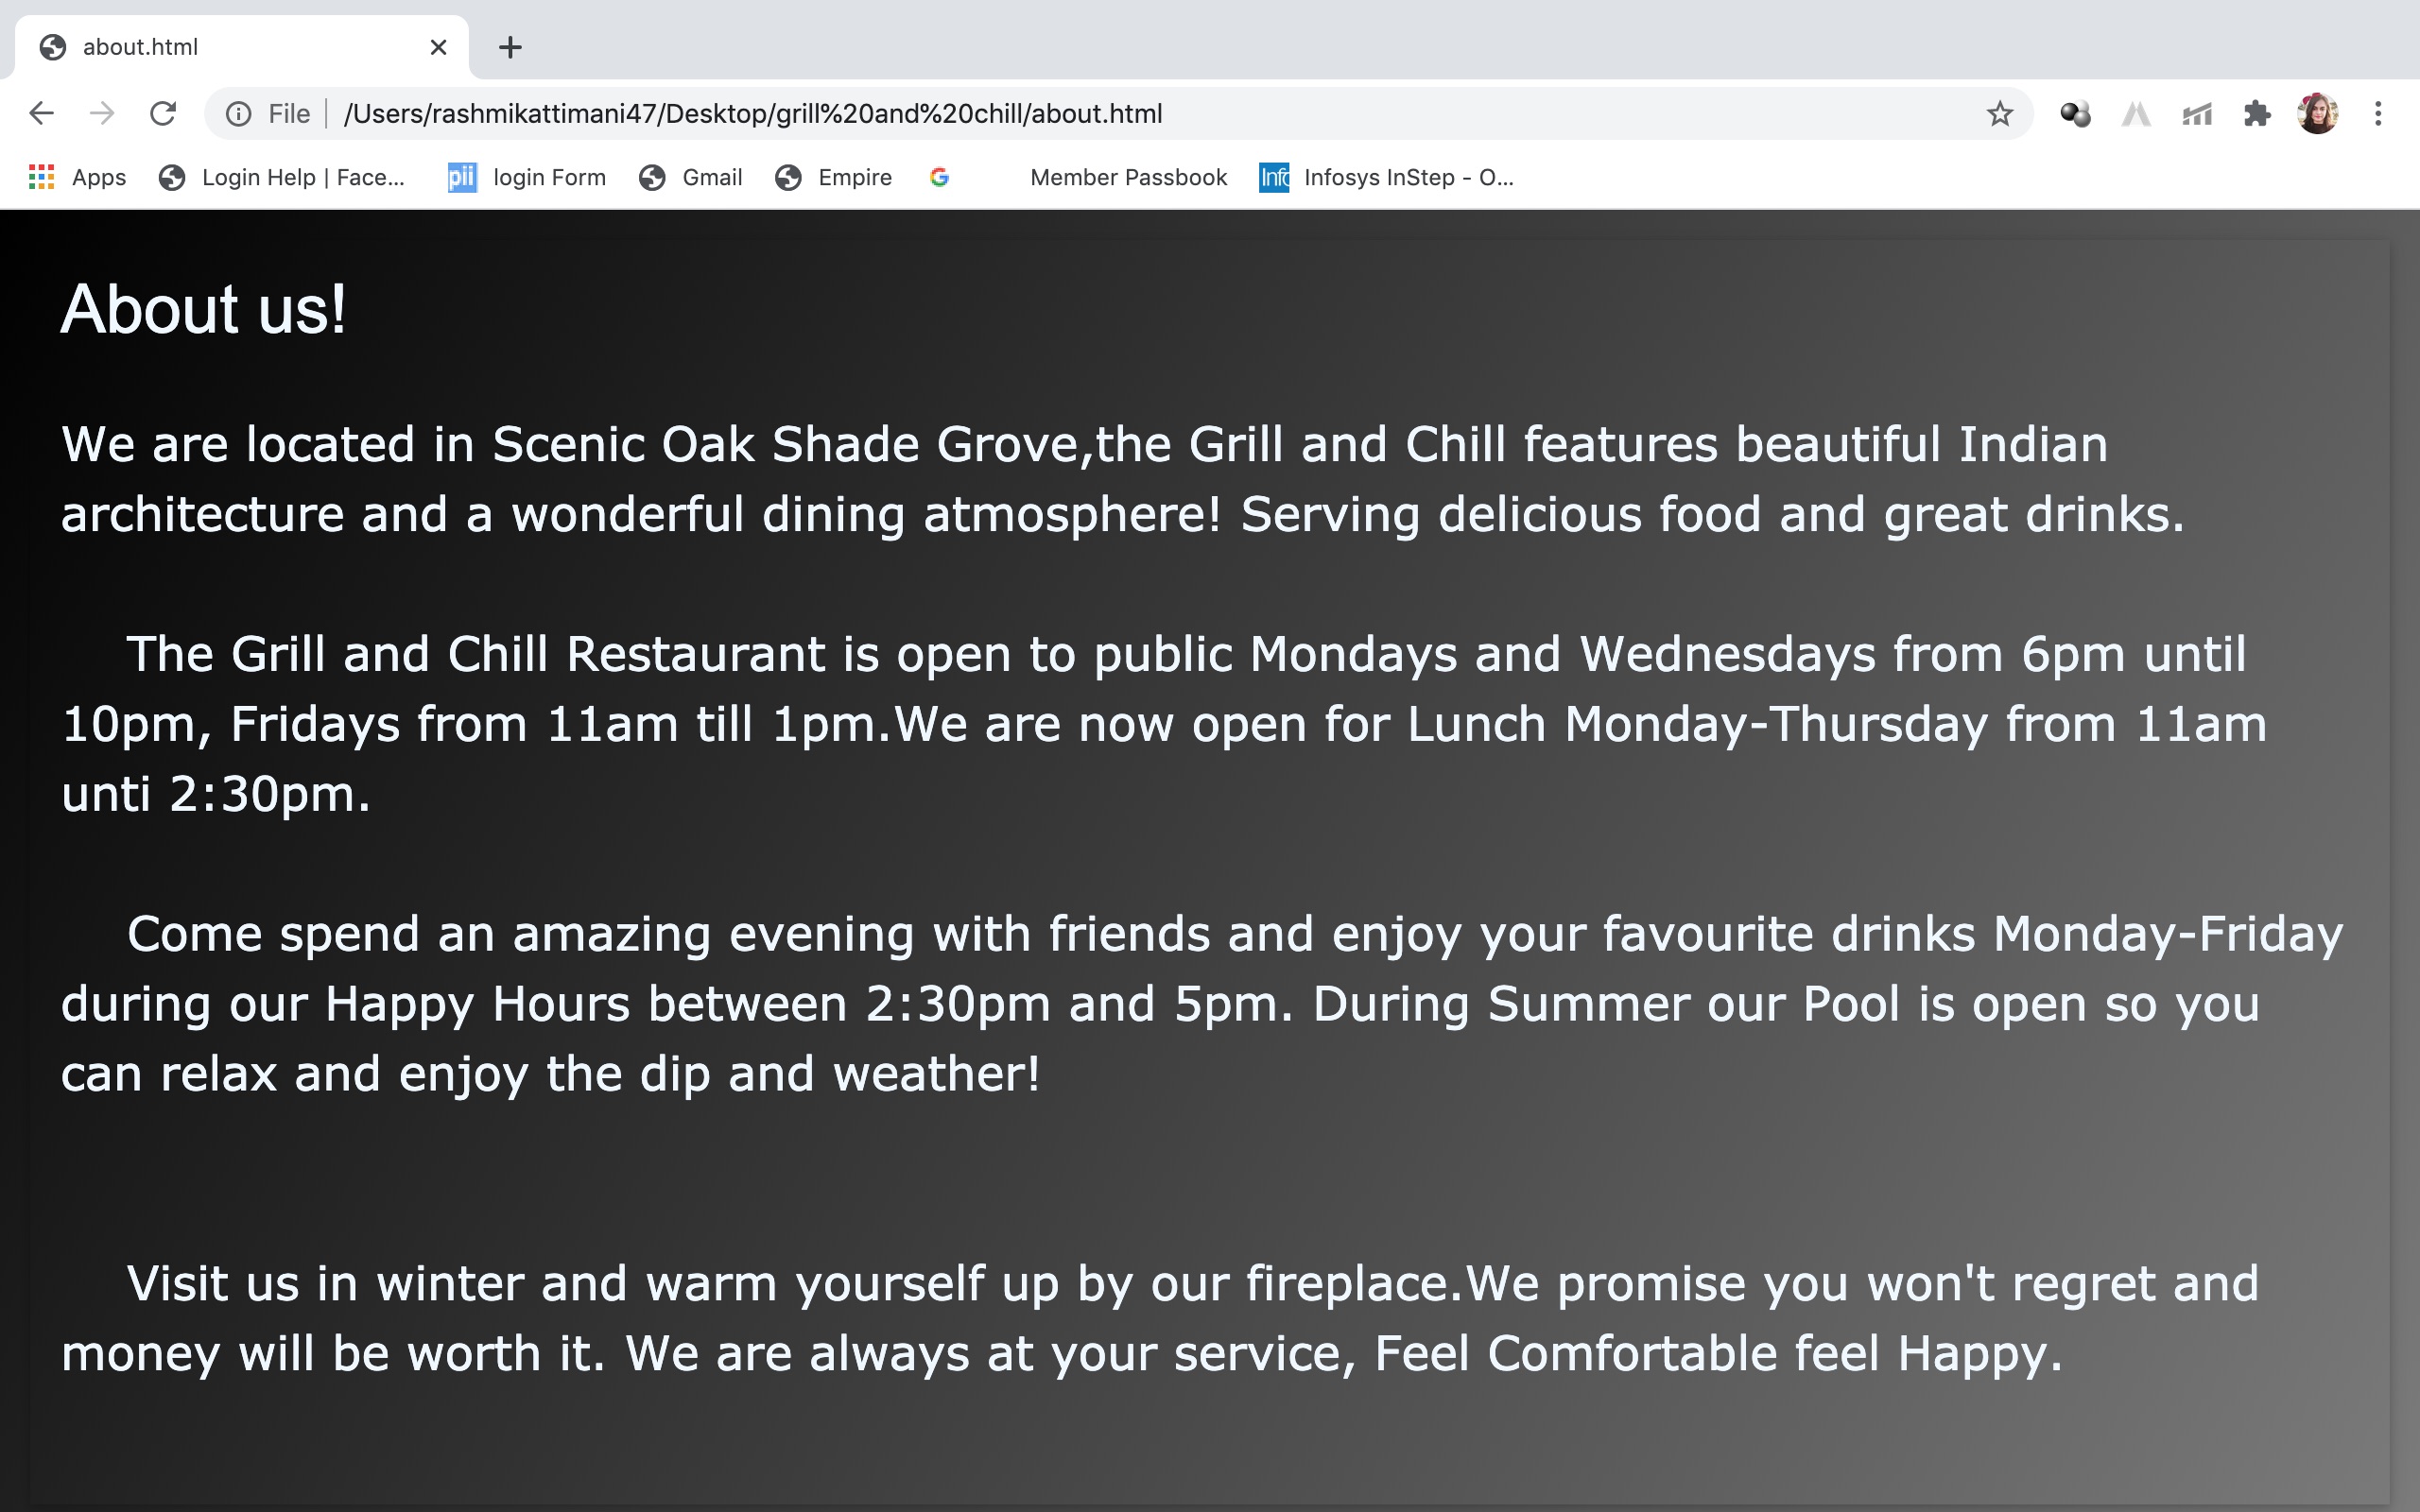 about.html
File /Users/rashmikattimani47/Desktop/grill%20and%20chill/about.html
Apps Login Help | Face... pii login Form Gmail Empire G Member Passbook Info Infosys InStep - O...
About us!
We are located in Scenic Oak Shade Grove,the Grill and Chill features beautiful Indian
architecture and a wonderful dining atmosphere! Serving delicious food and great drinks.
The Grill and Chill Restaurant is open to public Mondays and Wednesdays from 6pm until
10pm, Fridays from 11am till 1pm.We are now open for Lunch Monday-Thursday from 11am
unti 2:30pm.
Come spend an amazing evening with friends and enjoy your favourite drinks Monday-Friday
during our Happy Hours between 2:30pm and 5pm. During Summer our Pool is open so you
can relax and enjoy the dip and weather!
Visit us in winter and warm yourself up by our fireplace.We promise you won't regret and
money will be worth it. We are always at your service, Feel Comfortable feel Happy.